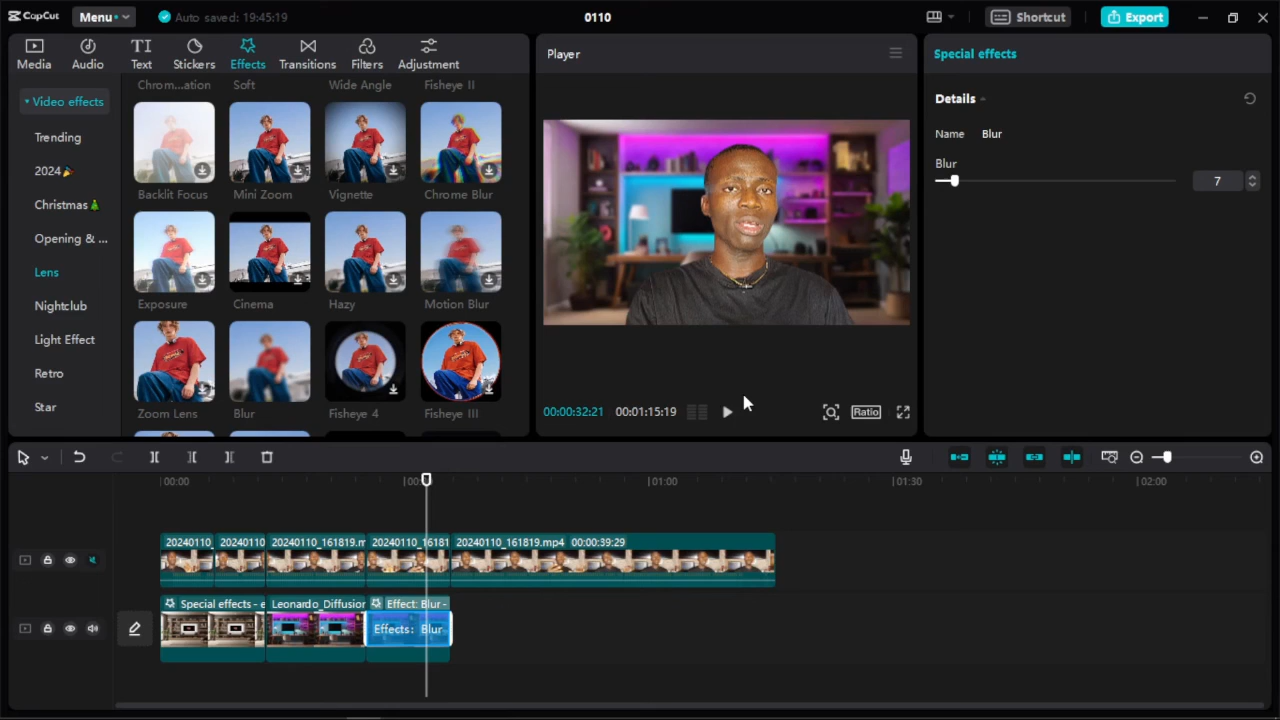 CapCut
Menu
Auto saved: 19:45:19
0110
Shortcut
Export
Media
Audio
Text
Stickers
Effects
Transitions
Filters
Adjustment
Player
Special effects
Video effects
Trending
2024
Christmas
Opening & ...
Lens
Nightclub
Light Effect
Star
Chrom...ation
Soft
Wide Angle
Fisheye II
Backlit Focus
Mini Zoom
Vignette
Chrome Blur
Exposure
Cinema
Hazy
Motion Blur
Zoom Lens
Blur
Fisheye 4
Fisheye III
Retro
00:00:32:21
00:01:15:19
Ratio
Details
Name Blur
Blur
7
00:00
00:
01:00
01:30
02:00
20240110_
20240110
20240110_161819.m
20240110_16181
20240110_161819.mp4 00:00:39:29
Special effects - e
Leonardo_Diffusior
Effect: Blur -
Effects: Blur